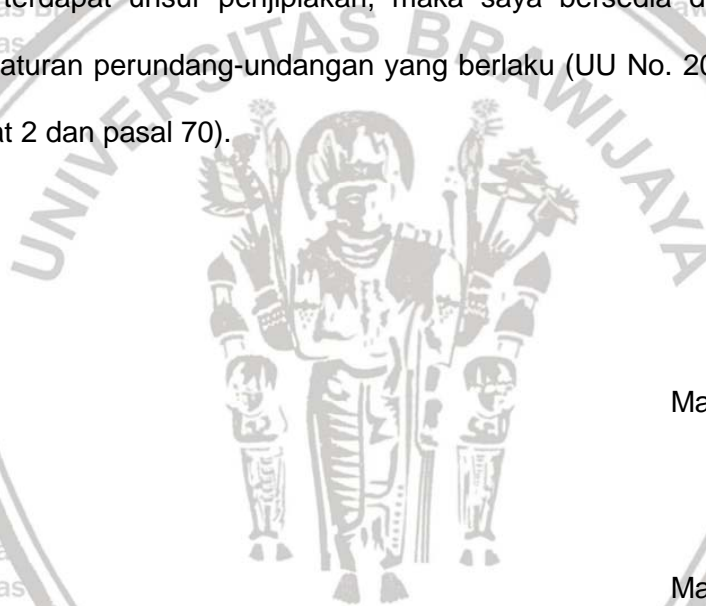 terdapat unsur penjiplakan, maka saya bersedia
aturan perundang-undangan yang berlaku (UU No. 20
at 2 dan pasal 70).
UNIVERSITAS BRAWIJAYA
Ma
Ma